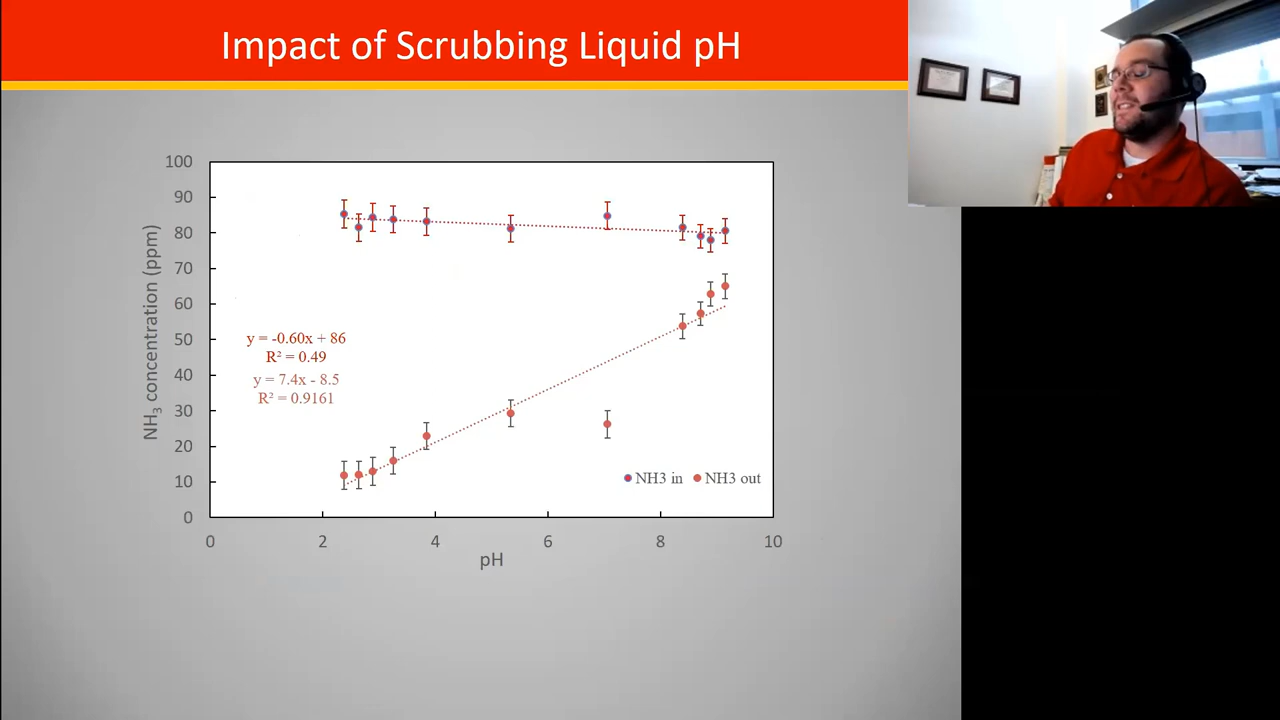 Impact of Scrubbing Liquid pH
100
90
80
70
60
50
40
30
20
10
0
NH₃ concentration (ppm)
y = -0.60x + 86
R² = 0.49
y = 7.4x - 8.5
R² = 0.9161
NH3 in NH3 out
0 2 4 6 8 10
pH